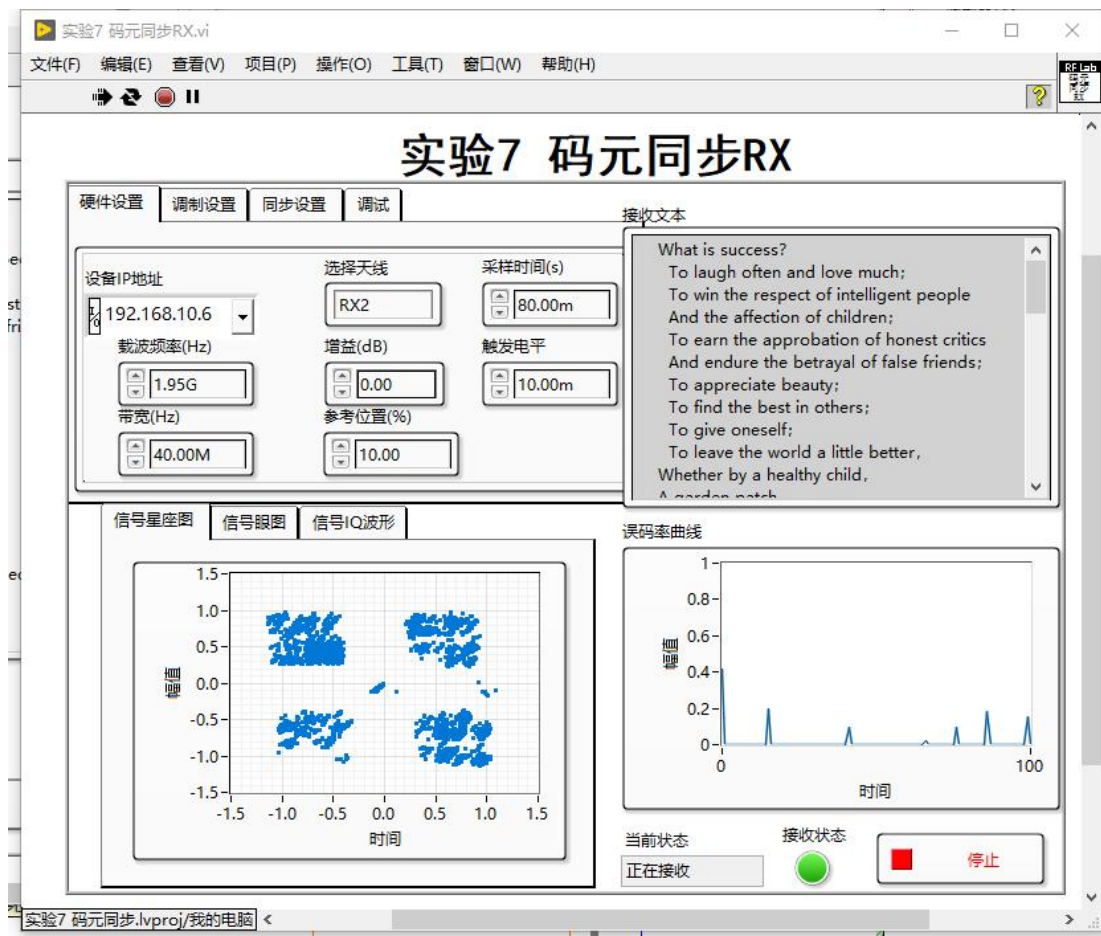 实验7 码元同步RX.vi
文件(F) 编辑(E) 查看(V) 项目(P) 操作(O) 工具(T) 窗口(W) 帮助(H)
RF Lab
码元
同步
RX
实验7 码元同步RX
硬件设置 调制设置 同步设置 调试
设备IP地址
192.168.10.6
选择天线
RX2
采样时间(s)
80.00m
载波频率(Hz)
1.95G
增益(dB)
0.00
触发电平
10.00m
带宽(Hz)
40.00M
参考位置(%)
10.00
接收文本
What is success?
To laugh often and love much;
To win the respect of intelligent people
And the affection of children;
To earn the approbation of honest critics
And endure the betrayal of false friends;
To appreciate beauty;
To find the best in others;
To give oneself;
To leave the world a little better,
Whether by a healthy child,
A garden patch
信号星座图 信号眼图 信号IQ波形
幅值
1.5
1.0
0.5
0.0
-0.5
-1.0
-1.5
-1.5 -1.0 -0.5 0.0 0.5 1.0 1.5
时间
误码率曲线
幅值
1
0.8
0.6
0.4
0.2
0
0 100
时间
当前状态
正在接收
接收状态
停止
实验7 码元同步.lvproj/我的电脑